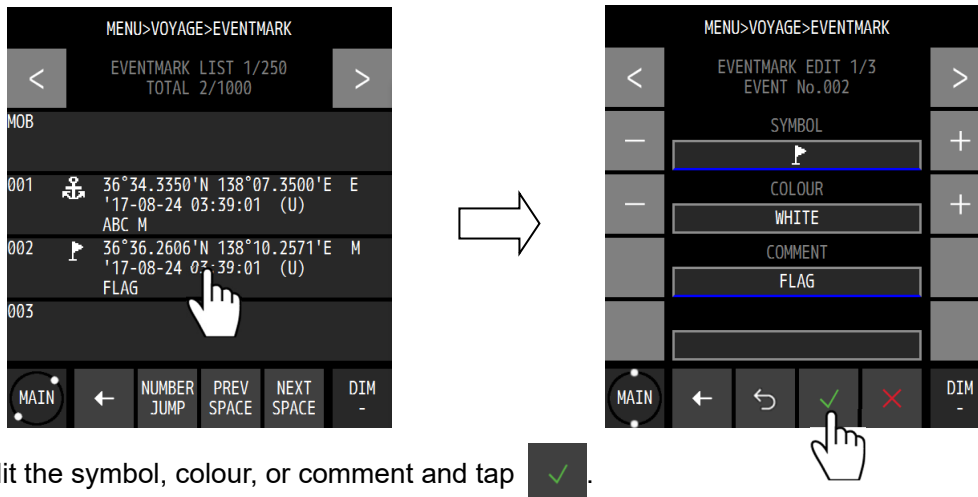 MENU>VOYAGE>EVENTMARK
<
EVENTMARK LIST 1/250
TOTAL 2/1000
>
MOB
001 36°34.3350'N 138°07.3500'E E
'17-08-24 03:39:01 (U)
ABC M
002 36°36.2606'N 138°10.2571'E M
'17-08-24 03:39:01 (U)
FLAG
003
MAIN
NUMBER JUMP
PREV SPACE
NEXT SPACE
DIM -
MENU>VOYAGE>EVENTMARK
<
EVENTMARK EDIT 1/3
EVENT No.002
>
SYMBOL
− +
COLOUR
− WHITE +
COMMENT
FLAG
MAIN
DIM -
it the symbol, colour, or comment and tap .